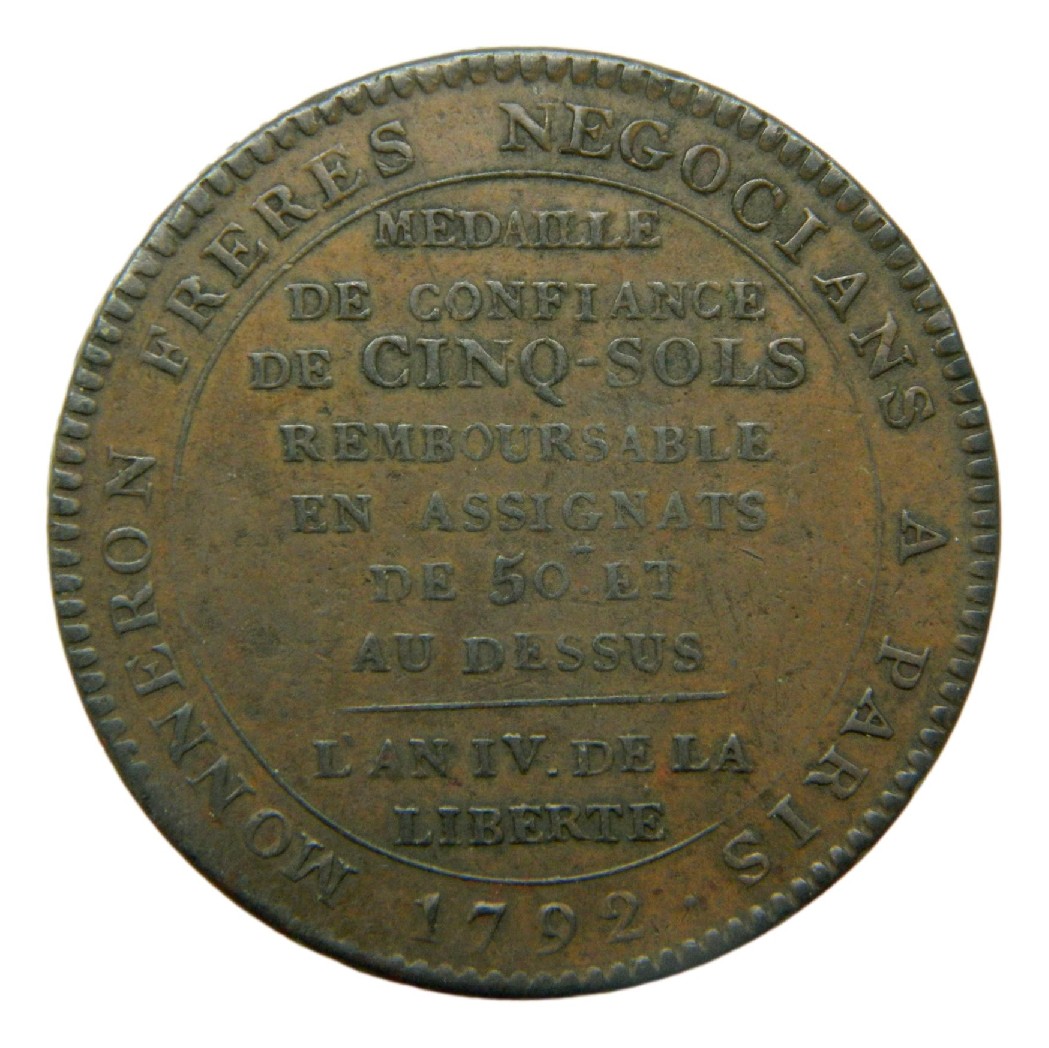 MONNERON FRERES NEGOCIANS A PARIS.
1792
MEDAILLE
DE CONFIANCE
DE CINQ-SOLS
REMBOURSABLE
EN ASSIGNATS
DE 50 ET
AU DESSUS
L'AN IV. DE LA
LIBERTE